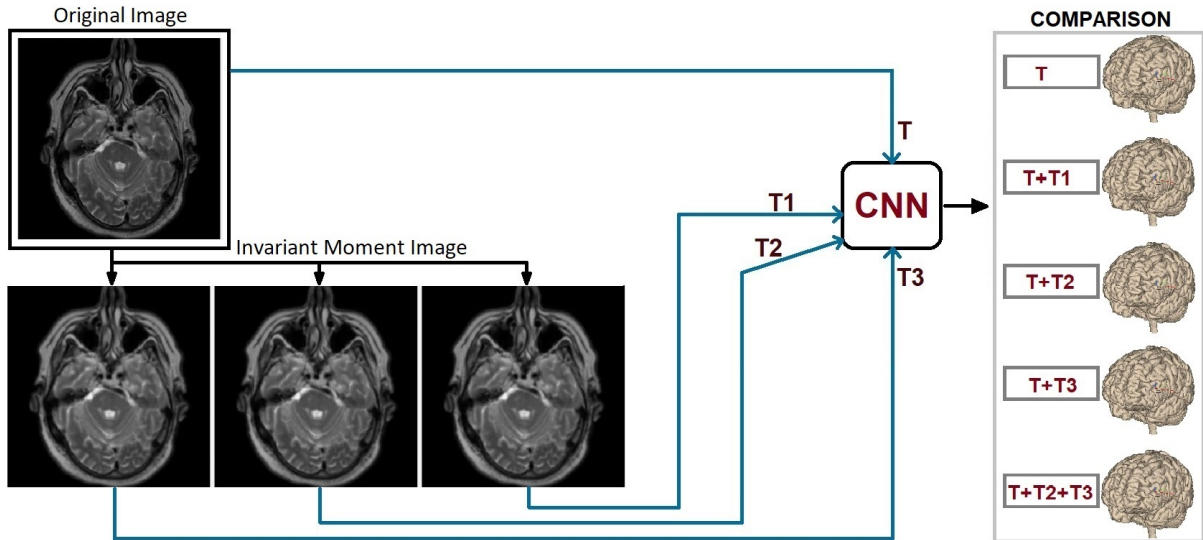 Original Image
COMPARISON
T
T
T+T1
T1
CNN
T2
Invariant Moment Image
T3
T+T2
T+T3
T+T2+T3